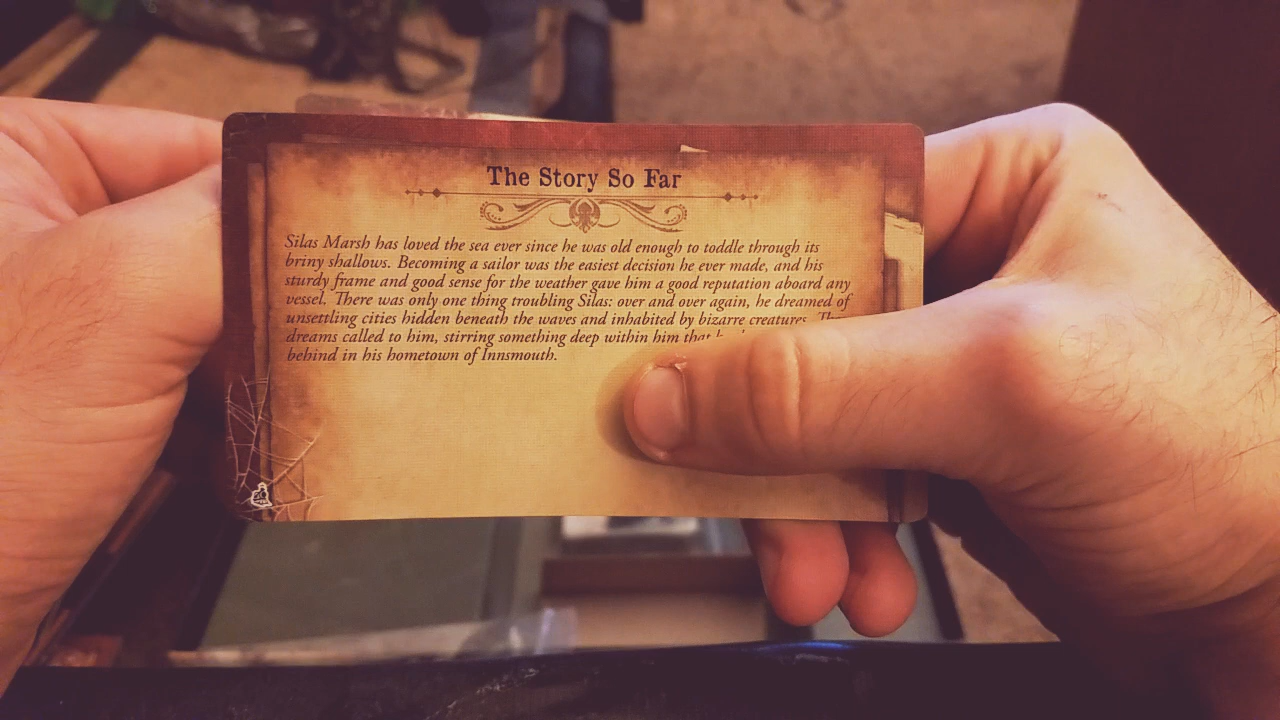 The Story So Far
Silas Marsh has loved the sea ever since he was old enough to toddle through its
briny shallows. Becoming a sailor was the easiest decision he ever made, and his
sturdy frame and good sense for the weather gave him a good reputation aboard any
vessel. There was only one thing troubling Silas: over and over again, he dreamed of
unsettling cities hidden beneath the waves and inhabited by bizarre creatures.
dreams called to him, stirring something deep within him that
behind in his hometown of Innsmouth.